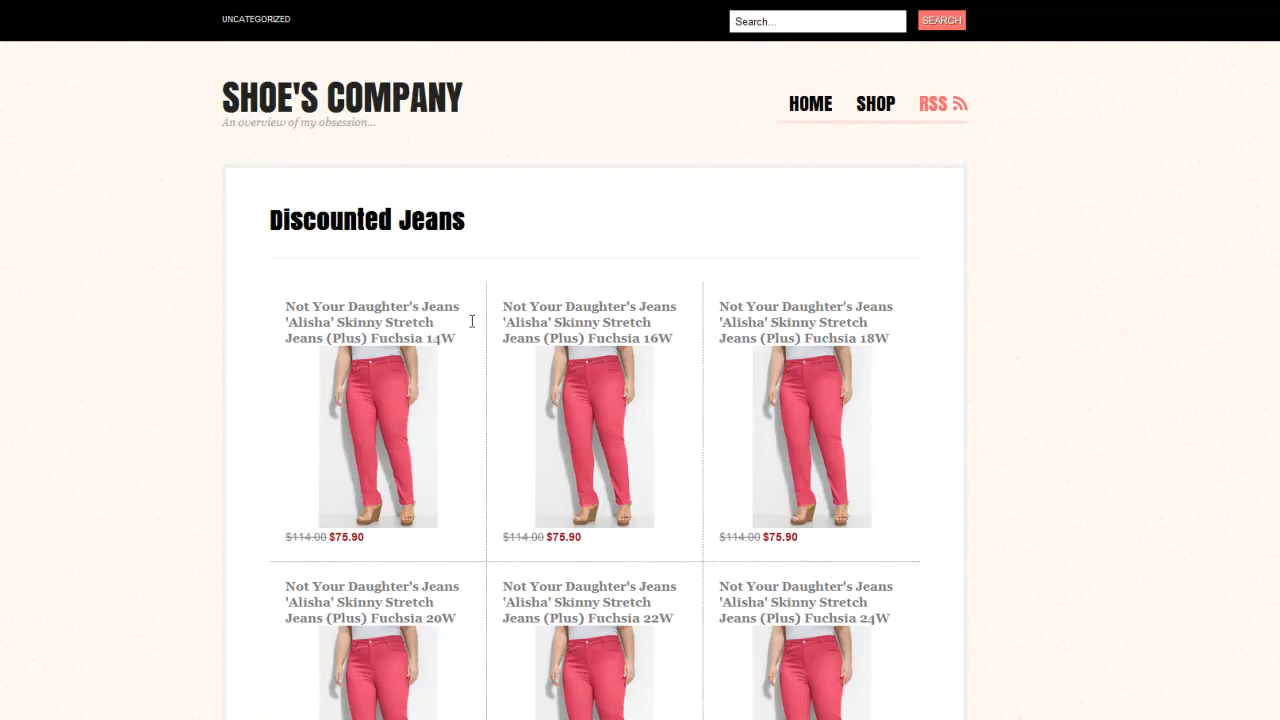 UNCATEGORIZED
Search...
SEARCH
SHOE'S COMPANY
An overview of my obsession...
HOME
SHOP
RSS
Discounted Jeans
Not Your Daughter's Jeans
'Alisha' Skinny Stretch
Jeans (Plus) Fuchsia 14W
$114.00 $75.90
Not Your Daughter's Jeans
'Alisha' Skinny Stretch
Jeans (Plus) Fuchsia 16W
$114.00 $75.90
Not Your Daughter's Jeans
'Alisha' Skinny Stretch
Jeans (Plus) Fuchsia 18W
$114.00 $75.90
Not Your Daughter's Jeans
'Alisha' Skinny Stretch
Jeans (Plus) Fuchsia 20W
Not Your Daughter's Jeans
'Alisha' Skinny Stretch
Jeans (Plus) Fuchsia 22W
Not Your Daughter's Jeans
'Alisha' Skinny Stretch
Jeans (Plus) Fuchsia 24W